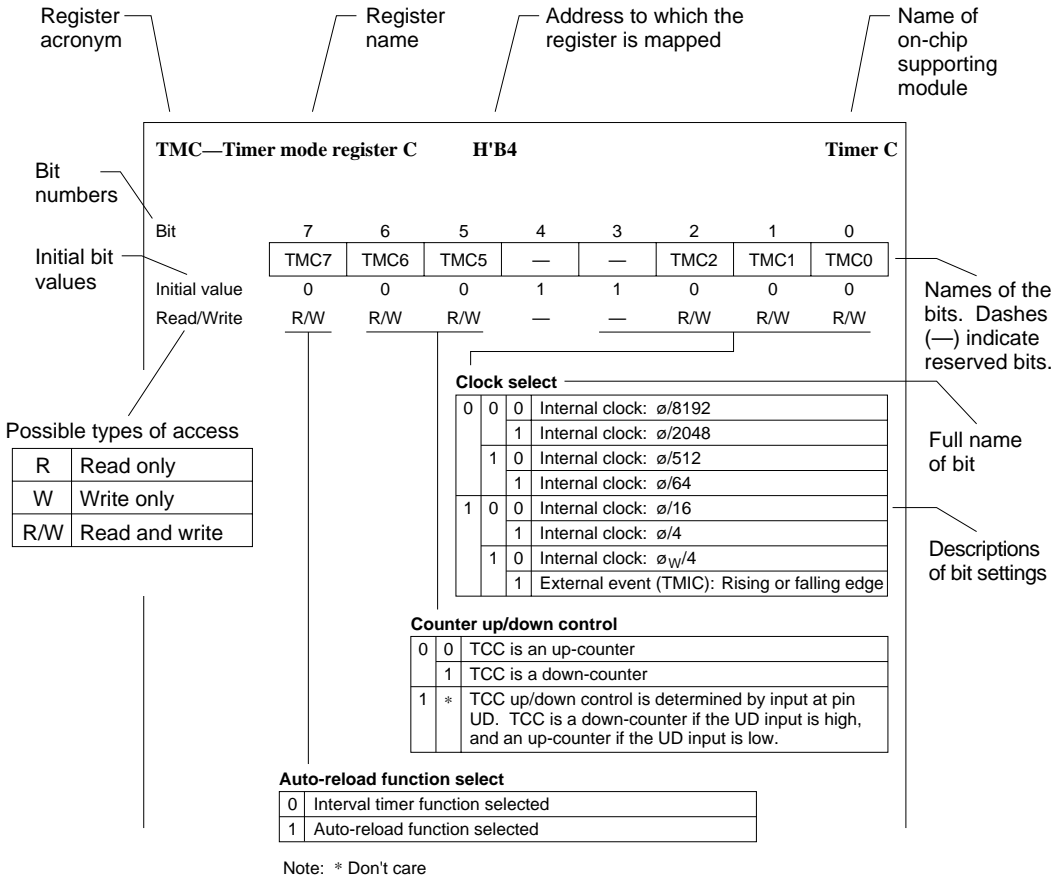 Register acronym
Register name
Address to which the register is mapped
Name of on-chip supporting module
TMC—Timer mode register C H'B4 Timer C
Bit numbers
Bit 7 6 5 4 3 2 1 0
TMC7 TMC6 TMC5 — — TMC2 TMC1 TMC0
Initial bit values
Initial value 0 0 0 1 1 0 0 0
Read/Write R/W R/W R/W — — R/W R/W R/W
Names of the bits. Dashes (—) indicate reserved bits.
Possible types of access
R Read only
W Write only
R/W Read and write
Clock select
0 0 0 Internal clock: ø/8192
1 Internal clock: ø/2048
1 0 Internal clock: ø/512
1 Internal clock: ø/64
1 0 0 Internal clock: ø/16
1 Internal clock: ø/4
1 0 Internal clock: øW/4
1 External event (TMIC): Rising or falling edge
Full name of bit
Descriptions of bit settings
Counter up/down control
0 0 TCC is an up-counter
1 TCC is a down-counter
1 * TCC up/down control is determined by input at pin
UD. TCC is a down-counter if the UD input is high,
and an up-counter if the UD input is low.
Auto-reload function select
0 Interval timer function selected
1 Auto-reload function selected
Note: * Don't care